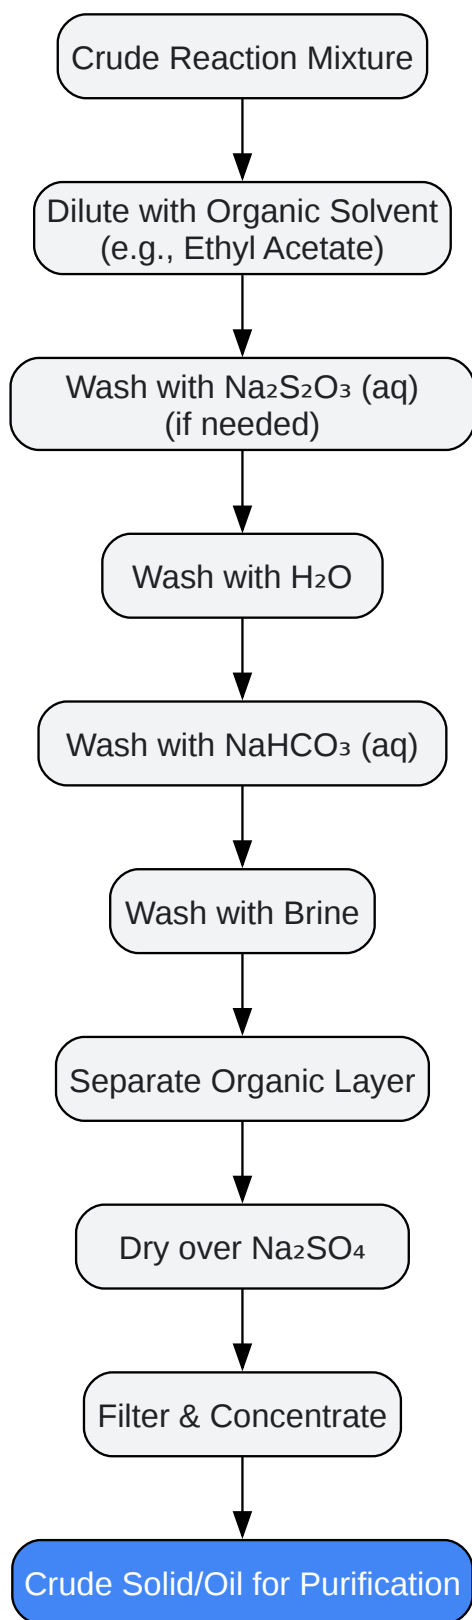 Crude Reaction Mixture
Dilute with Organic Solvent
(e.g., Ethyl Acetate)
Wash with Na₂S₂O₃ (aq)
(if needed)
Wash with H₂O
Wash with NaHCO₃ (aq)
Wash with Brine
Separate Organic Layer
Dry over Na₂SO₄
Filter & Concentrate
Crude Solid/Oil for Purification